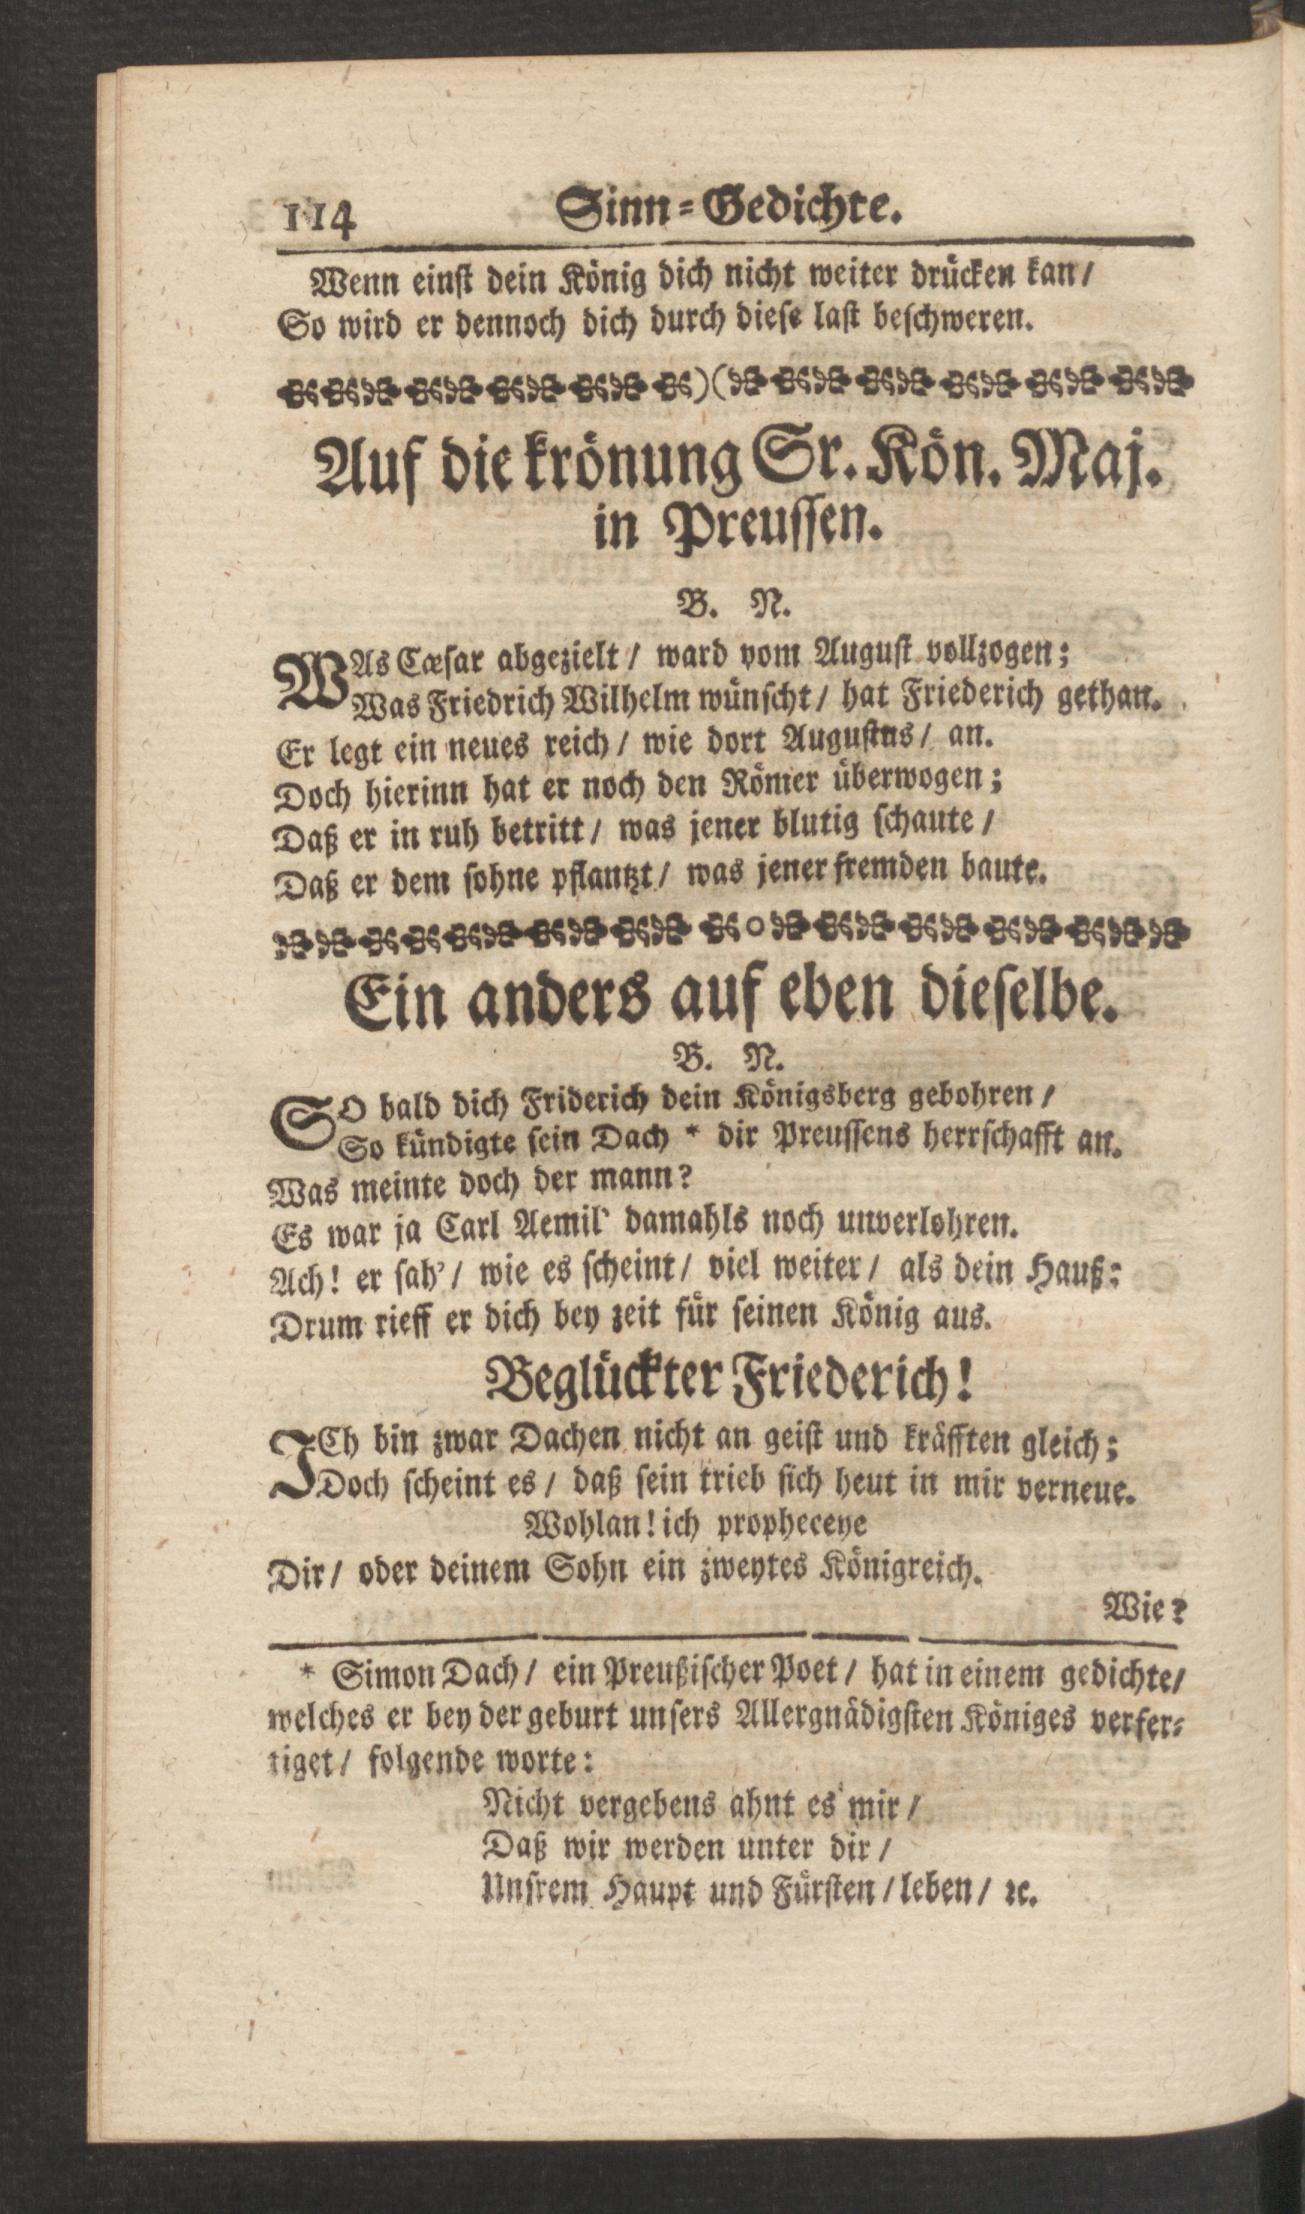 114 Sinn-Gedichte.
Wenn einst dein König dich nicht weiter drücken kan/
So wird er dennoch dich durch diese last beschweren.
)(
Auf die krönung Sr. Kön. Maj.
in Preussen.
B. N.
WAs Cæsar abgezielt/ ward vom August vollzogen;
Was Friedrich Wilhelm wünscht/ hat Friederich gethan.
Er legt ein neues reich/ wie dort Augustus/ an.
Doch hierinn hat er noch den Römer überwogen;
Daß er in ruh betritt/ was jener blutig schaute/
Daß er dem sohne pflantzt/ was jener fremden baute.
Ein anders auf eben dieselbe.
B. N.
SO bald dich Friderich dein Königsberg gebohren/
So kündigte sein Dach * dir Preussens herrschafft an.
Was meinte doch der mann?
Es war ja Carl Aemil' damahls noch unverlohren.
Ach! er sah'/ wie es scheint/ viel weiter/ als dein Hauß:
Drum rieff er dich bey zeit für seinen König aus.
Beglückter Friederich!
ICh bin zwar Dachen nicht an geist und kräfften gleich;
Doch scheint es/ daß sein trieb sich heut in mir verneue.
Wohlan! ich propheceye
Dir/ oder deinem Sohn ein zweytes Königreich.
Wie?
* Simon Dach/ ein Preußischer Poet/ hat in einem gedichte/
welches er bey der geburt unsers Allergnädigsten Königes verfer-
tiget/ folgende worte:
Nicht vergebens ahnt es mir/
Daß wir werden unter dir/
Unsrem Haupt und Fürsten/ leben/ ꝛc.